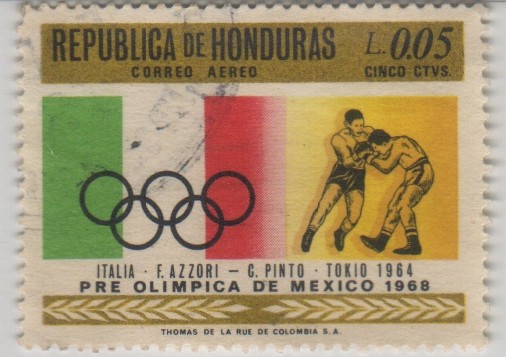 REPUBLICA DE HONDURAS L.0.05
CORREO AEREO CINCO CTVS.
ITALIA · F. AZZORI — C. PINTO · TOKIO 1964
PRE OLIMPICA DE MEXICO 1968
THOMAS DE LA RUE DE COLOMBIA S.A.